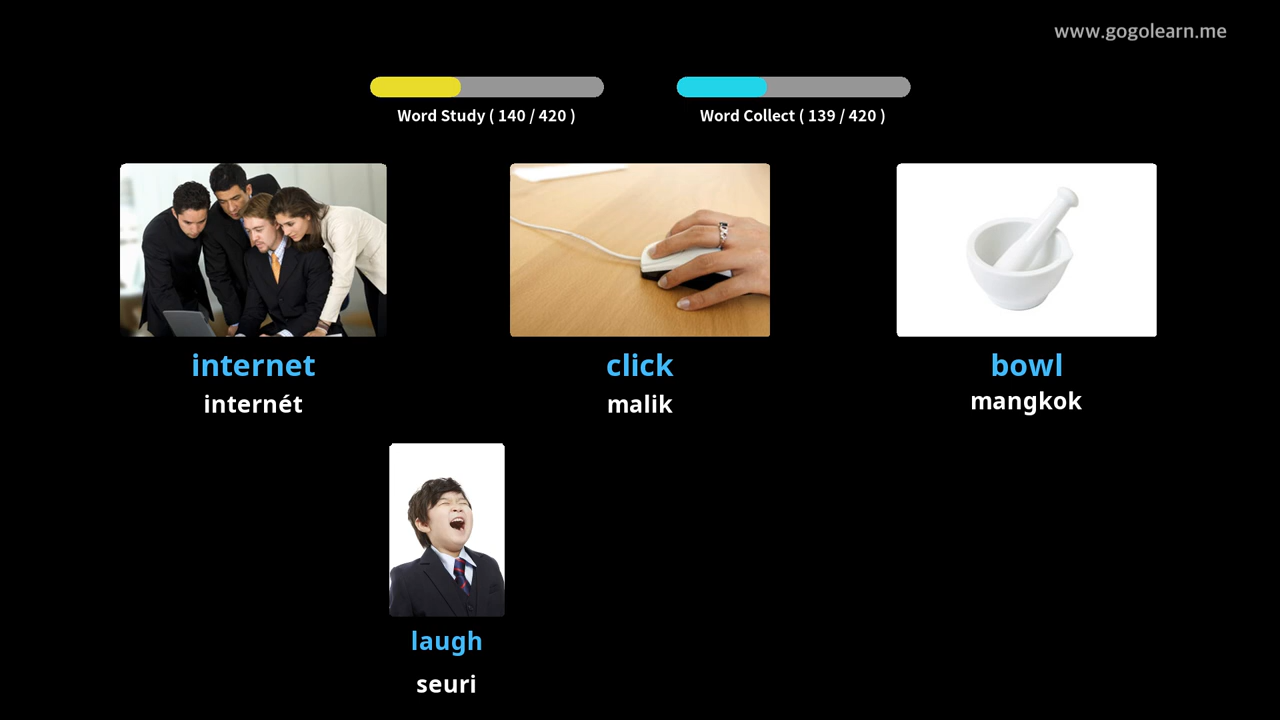 www.gogolearn.me
Word Study ( 140 / 420 )
Word Collect ( 139 / 420 )
internet
internét
click
malik
bowl
mangkok
laugh
seuri